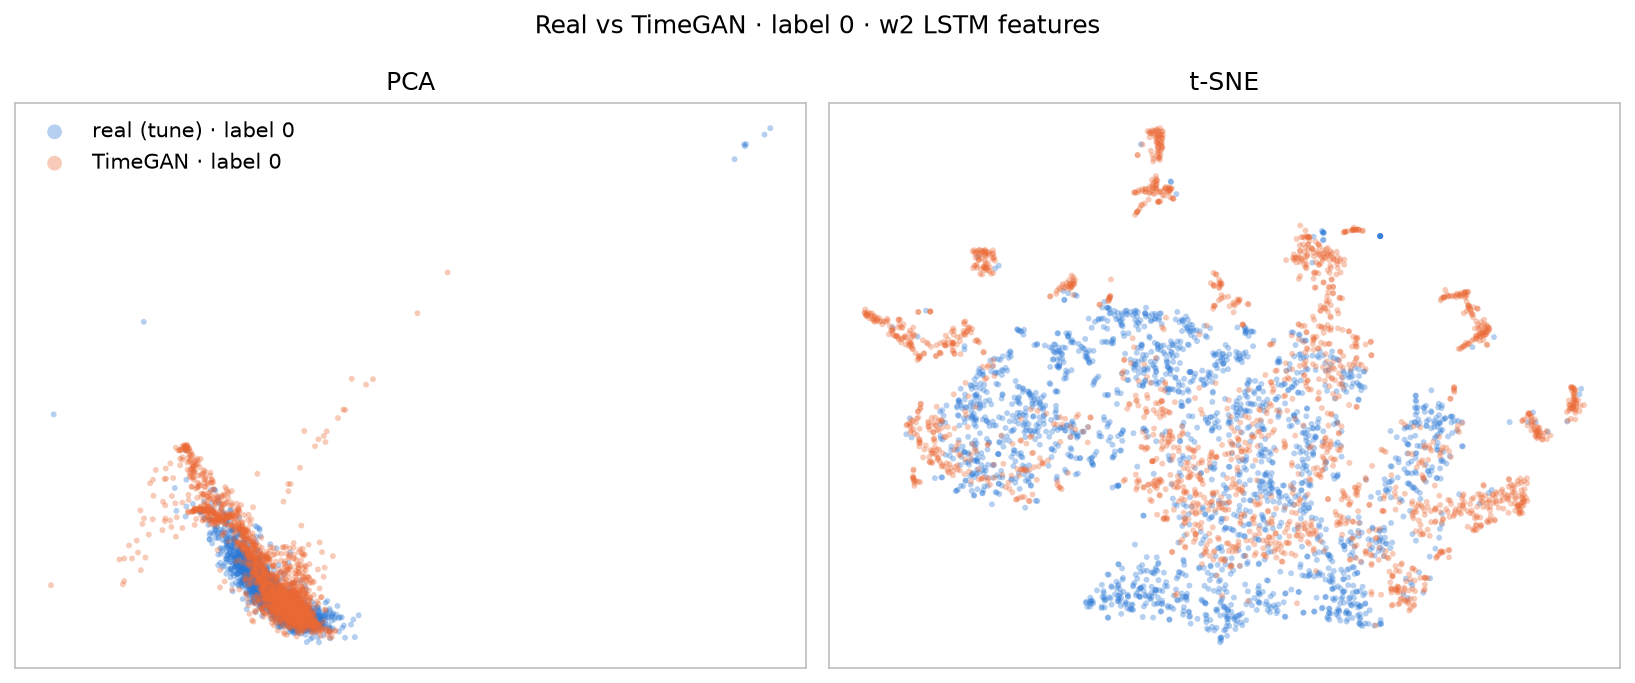 Real vs TimeGAN · label 0 · w2 LSTM features
PCA
real (tune) · label 0
TimeGAN · label 0
t-SNE